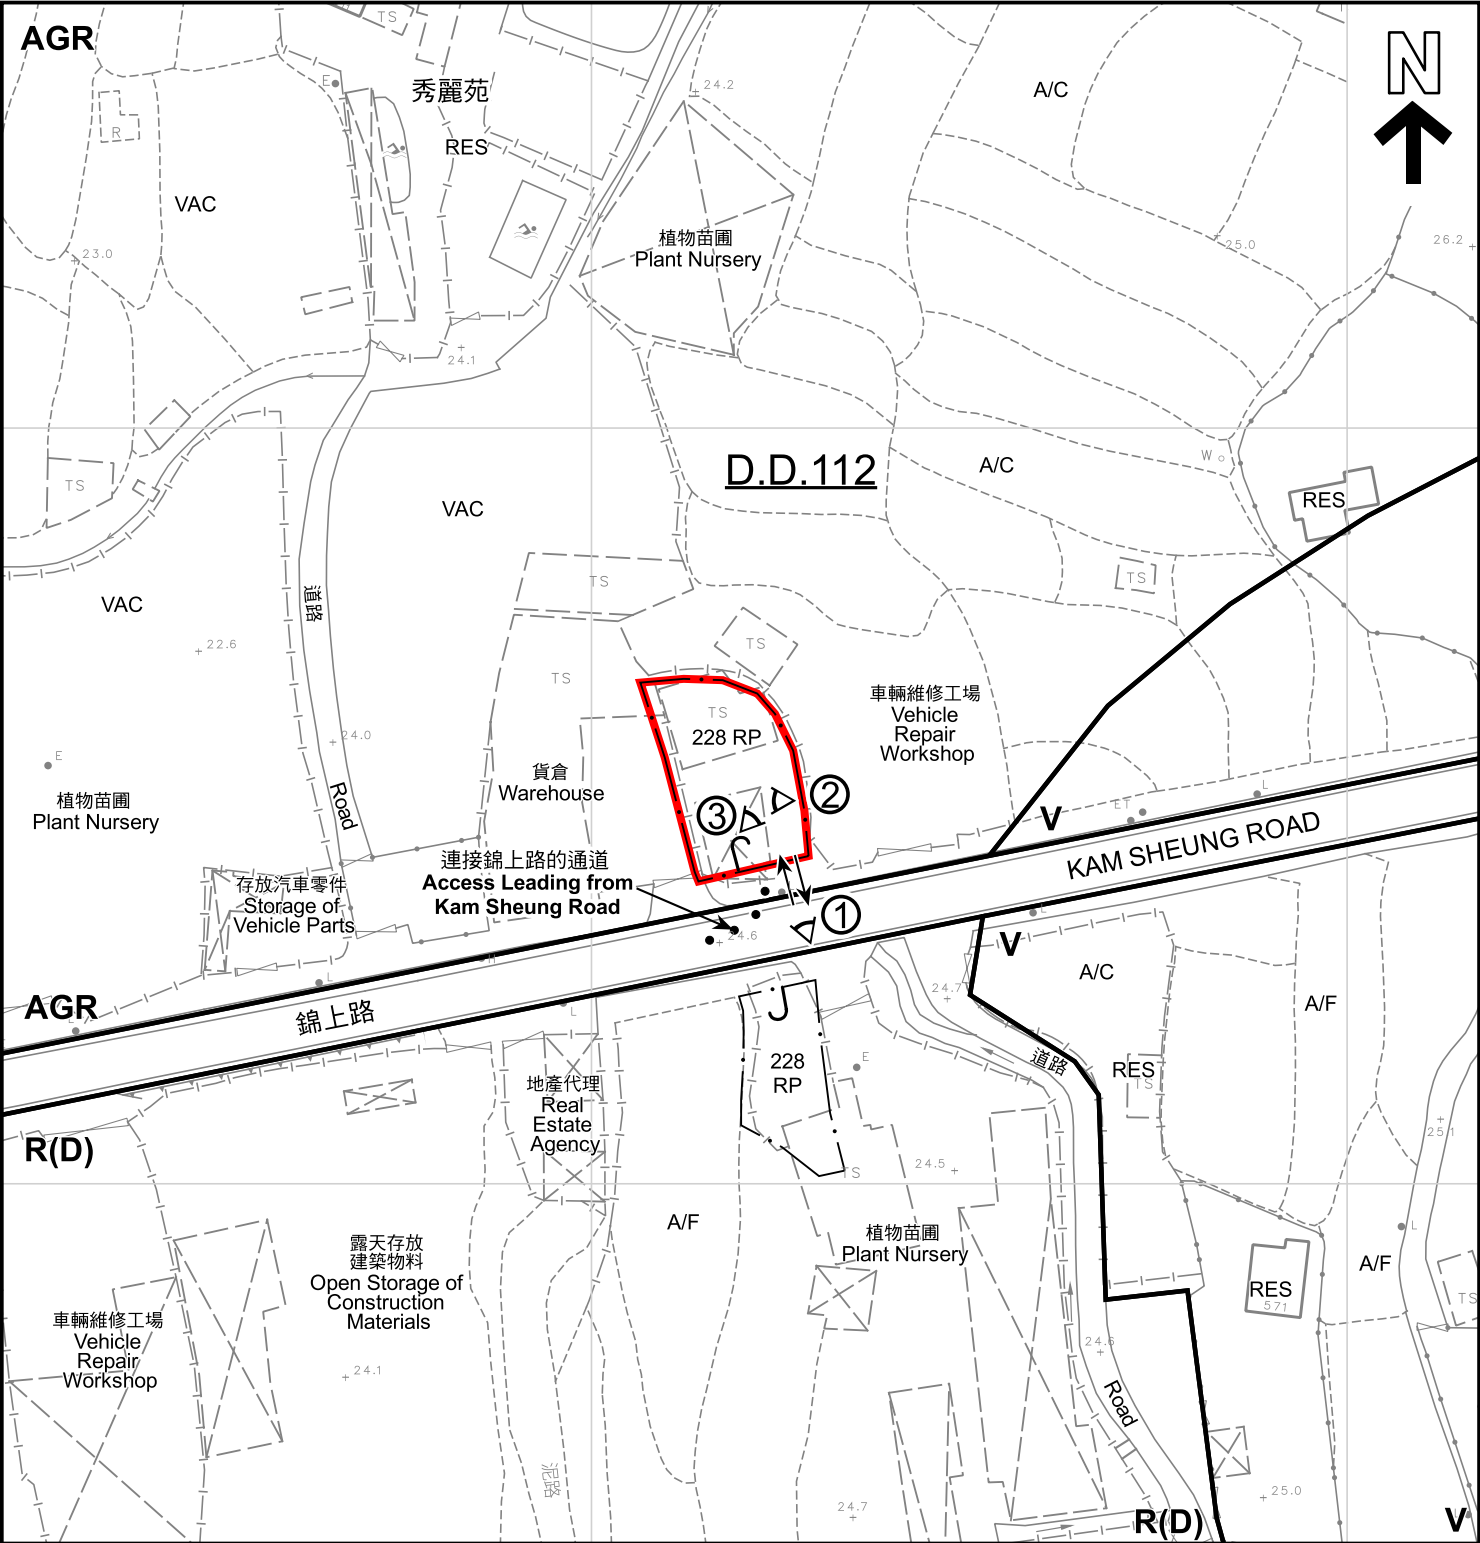 AGR
TS
N
E
秀麗苑
24.2
A/C
R
RES
VAC
植物苗圃
Plant Nursery
23.0
25.0
26.2
24.1
D.D.112
A/C
W
TS
RES
VAC
TS
TS
VAC
道路
22.6
TS
TS
車輛維修工場
Vehicle
Repair
Workshop
TS
228 RP
24.0
E
貨倉
Warehouse
植物苗圃
Plant Nursery
Road
2
3
L
ET
V
KAM SHEUNG ROAD
連接錦上路的通道
Access Leading from
Kam Sheung Road
存放汽車零件
Storage of
Vehicle Parts
1
24.6
L
V
A/C
L
24.7
A/F
AGR
L
錦上路
L
228
RP
E
道路
RES
TS
地產代理
Real
Estate
Agency
R(D)
25.1
24.5
TS
A/F
植物苗圃
Plant Nursery
L
露天存放
建築物料
Open Storage of
Construction
Materials
A/F
RES
571
TS
車輛維修工場
Vehicle
Repair
Workshop
24.1
24.6
Road
泥路
24.7
25.0
R(D)
V